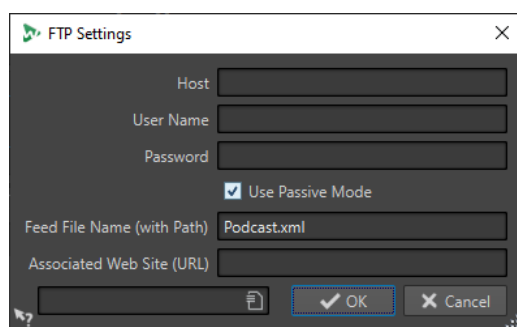 FTP Settings
Host
User Name
Password
Use Passive Mode
Feed File Name (with Path) Podcast.xml
Associated Web Site (URL)
OK Cancel